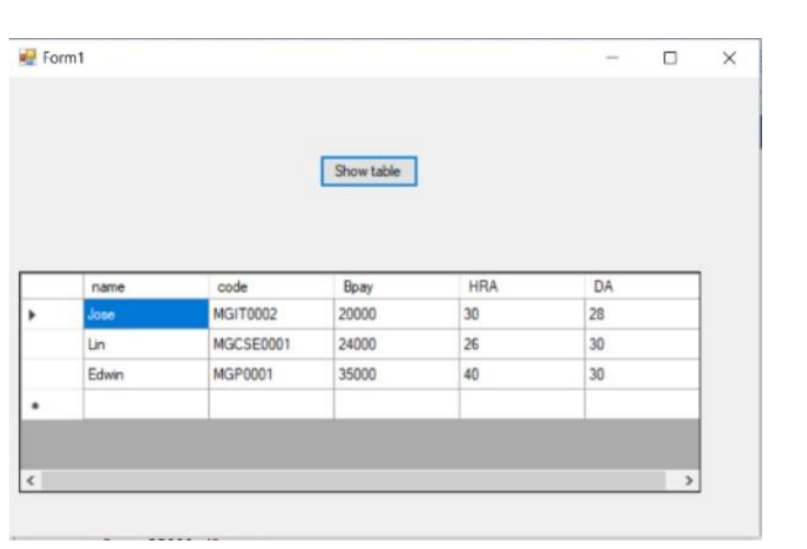 Form1
Show table
name code Bpay HRA DA
Jose MGIT0002 20000 30 28
Lin MGCSE0001 24000 26 30
Edwin MGP0001 35000 40 30